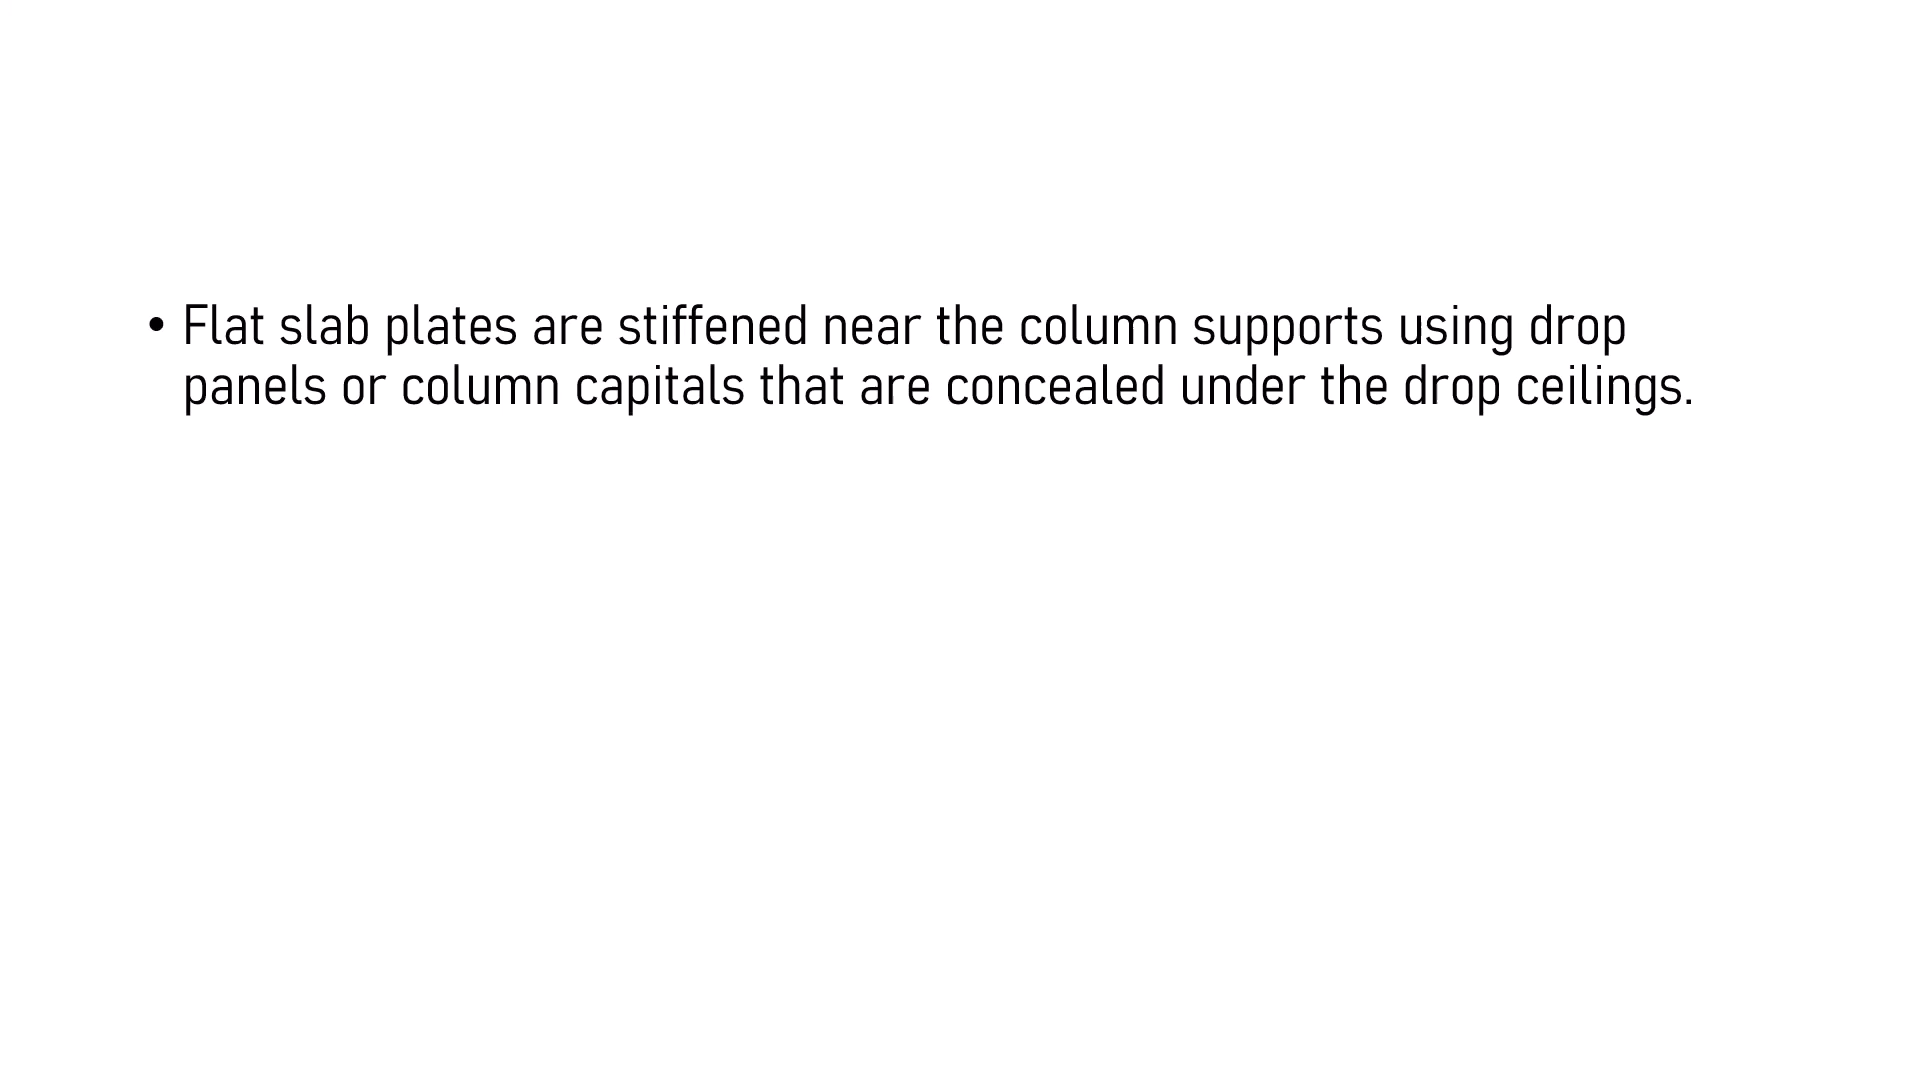 • Flat slab plates are stiffened near the column supports using drop
panels or column capitals that are concealed under the drop ceilings.